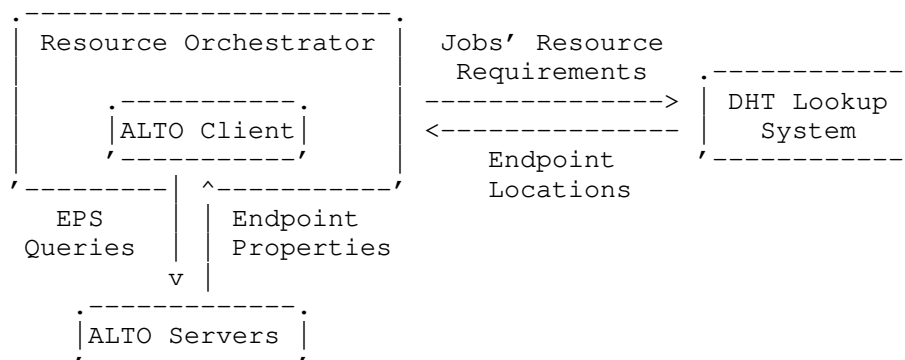 Resource Orchestrator
Jobs' Resource
Requirements
ALTO Client
DHT Lookup
System
Endpoint
Locations
EPS
Queries
Endpoint
Properties
ALTO Servers